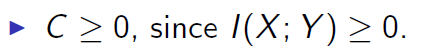 ▶ C ≥ 0, since I(X; Y) ≥ 0.